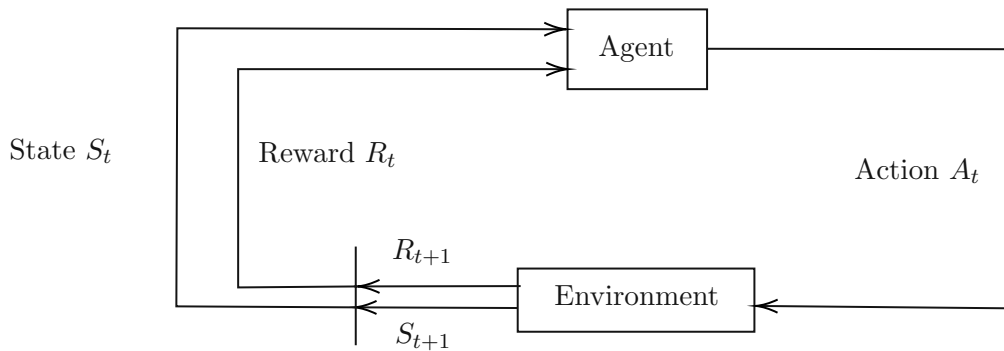 Agent
State $S_t$
Reward $R_t$
Action $A_t$
$R_{t+1}$
Environment
$S_{t+1}$